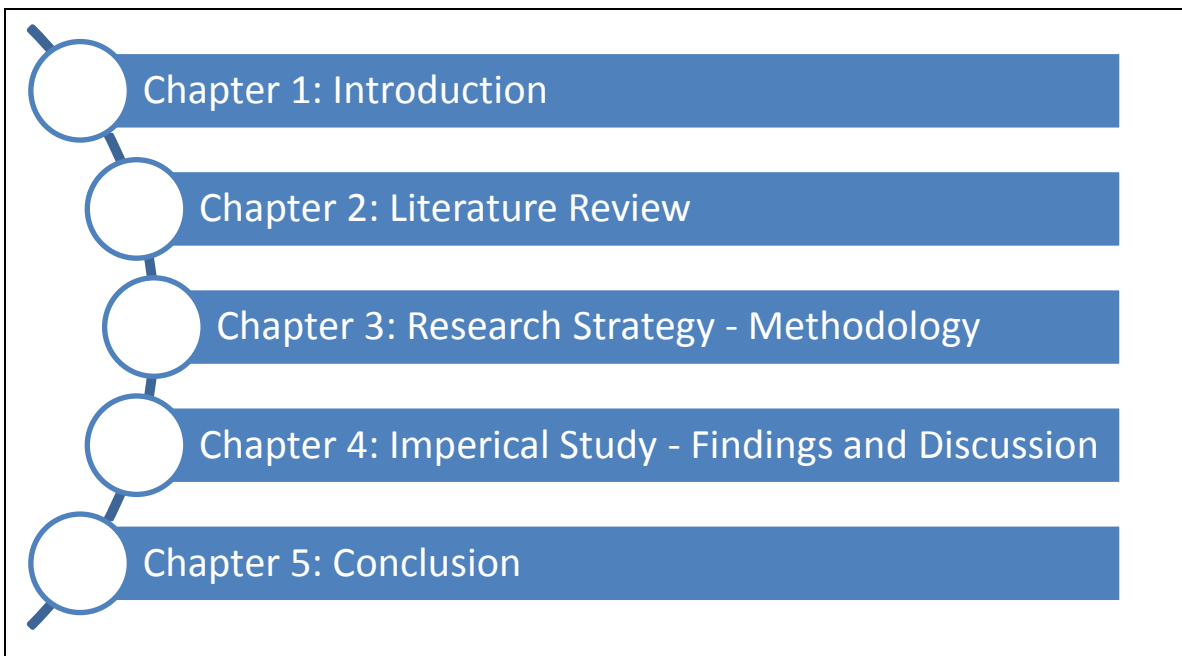 Chapter 1: Introduction
Chapter 2: Literature Review
Chapter 3: Research Strategy - Methodology
Chapter 4: Imperical Study - Findings and Discussion
Chapter 5: Conclusion